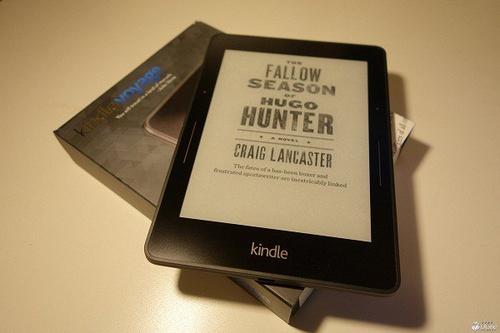 THE
FALLOW
SEASON
OF
HUGO
HUNTER
A NOVEL
CRAIG LANCASTER
The fates of a has-been boxer and
frustrated sportswriter are inextricably linked
kindle
kindle voyage